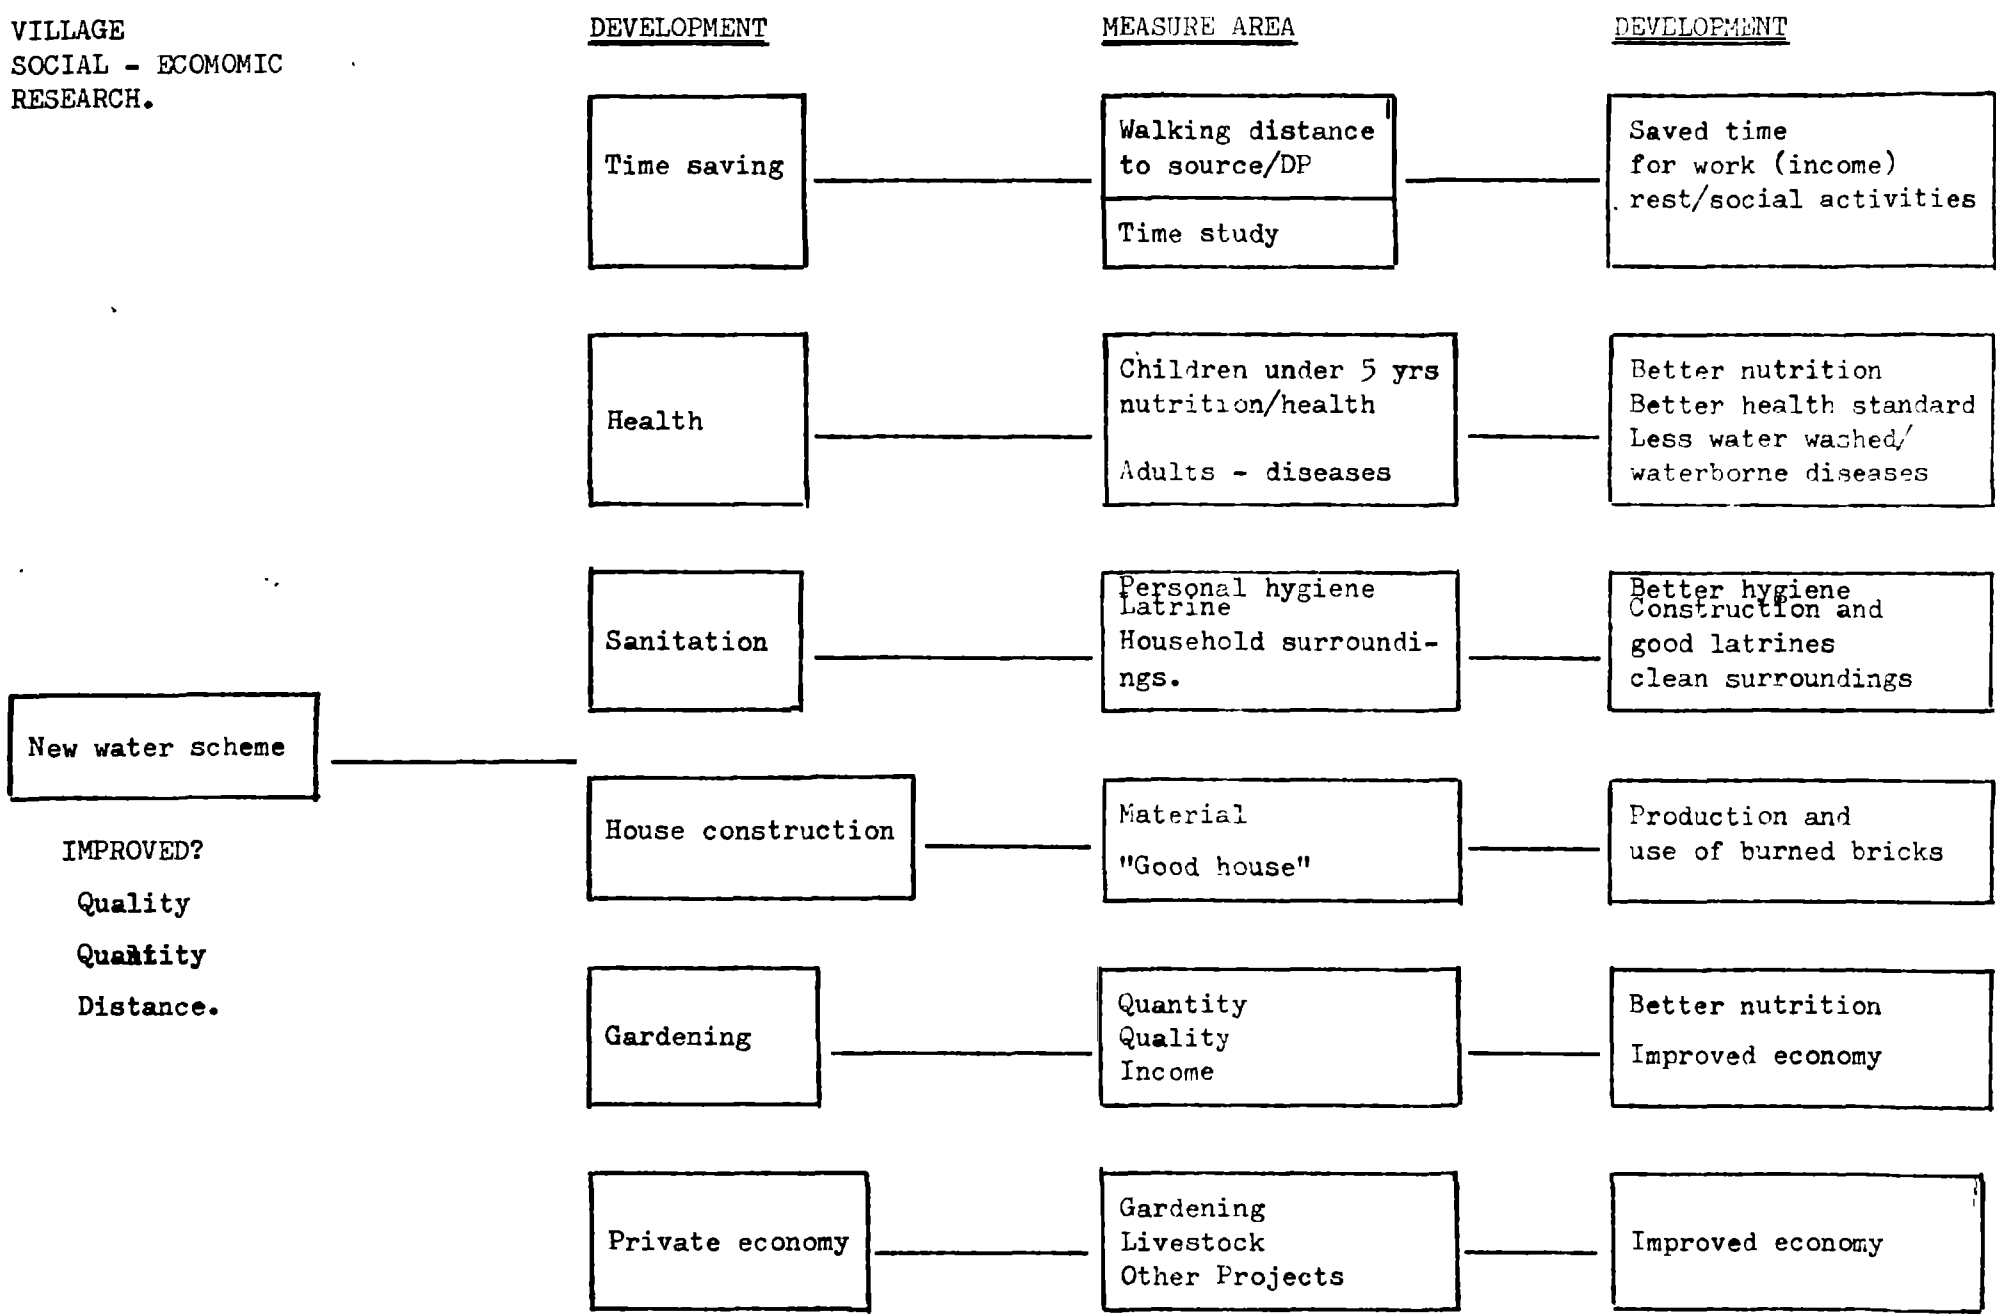 VILLAGE
SOCIAL - ECOMOMIC
RESEARCH.
DEVELOPMENT
MEASURE AREA
DEVELOPMENT
Time saving
Walking distance
to source/DP
Time study
Saved time
for work (income)
rest/social activities
Health
Children under 5 yrs
nutrition/health
Adults - diseases
Better nutrition
Better health standard
Less water washed/
waterborne diseases
Sanitation
Personal hygiene
Latrine
Household surroundi-
ngs.
Better hygiene
Construction and
good latrines
clean surroundings
New water scheme
IMPROVED?
Quality
Quantity
Distance.
House construction
Material
"Good house"
Production and
use of burned bricks
Gardening
Quantity
Quality
Income
Better nutrition
Improved economy
Private economy
Gardening
Livestock
Other Projects
Improved economy